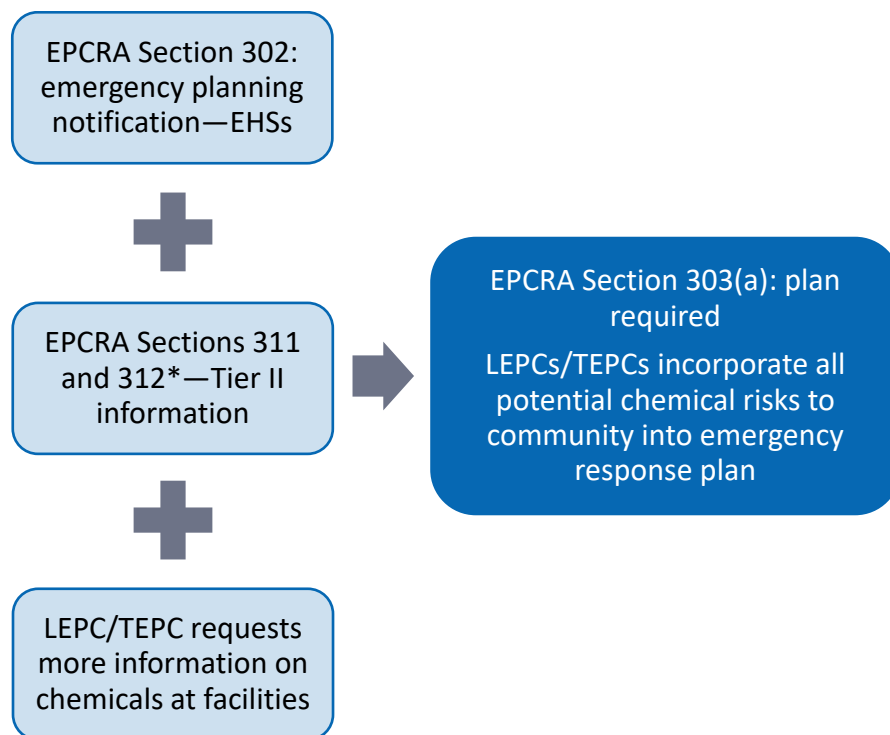 EPCRA Section 302:
emergency planning
notification—EHSs
EPCRA Sections 311
and 312*—Tier II
information
LEPC/TEPC requests
more information on
chemicals at facilities
EPCRA Section 303(a): plan
required
LEPCs/TEPCs incorporate all
potential chemical risks to
community into emergency
response plan